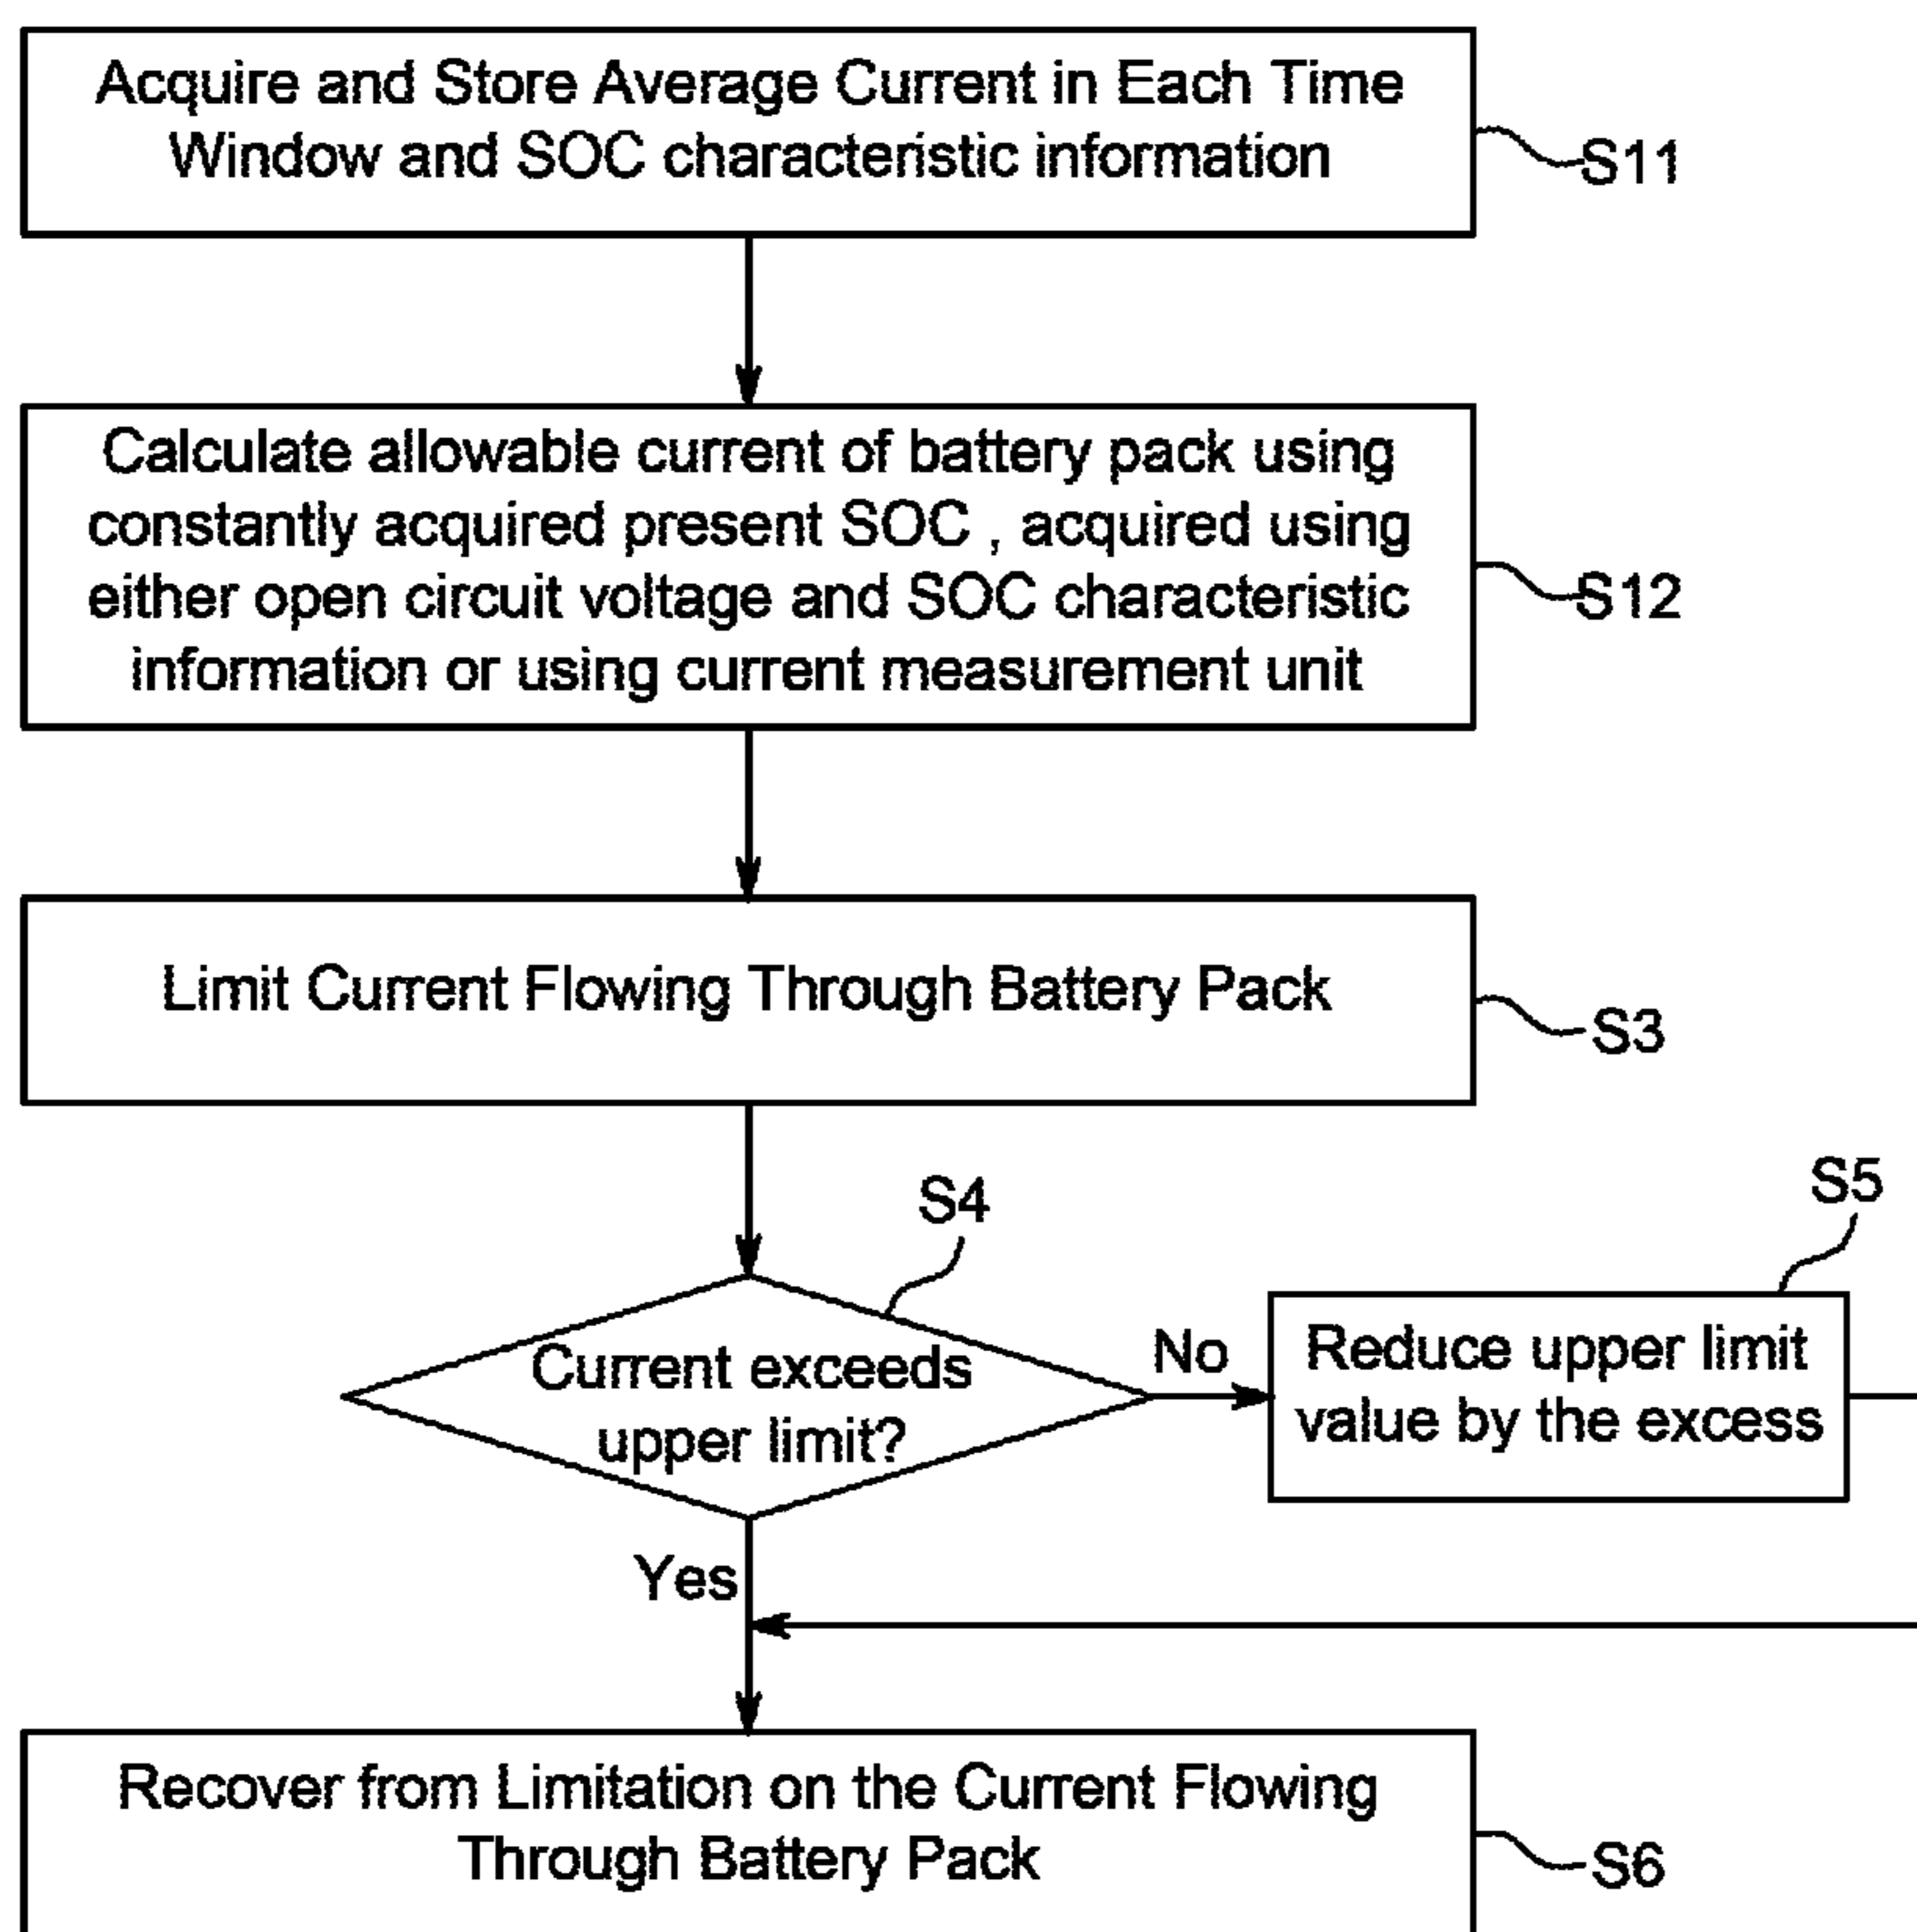 Acquire and Store Average Current in Each Time
Window and SOC characteristic information
S11
Calculate allowable current of battery pack using
constantly acquired present SOC , acquired using
either open circuit voltage and SOC characteristic
information or using current measurement unit
S12
Limit Current Flowing Through Battery Pack
S3
S4
S5
Current exceeds
upper limit?
No
Reduce upper limit
value by the excess
Yes
Recover from Limitation on the Current Flowing
Through Battery Pack
S6